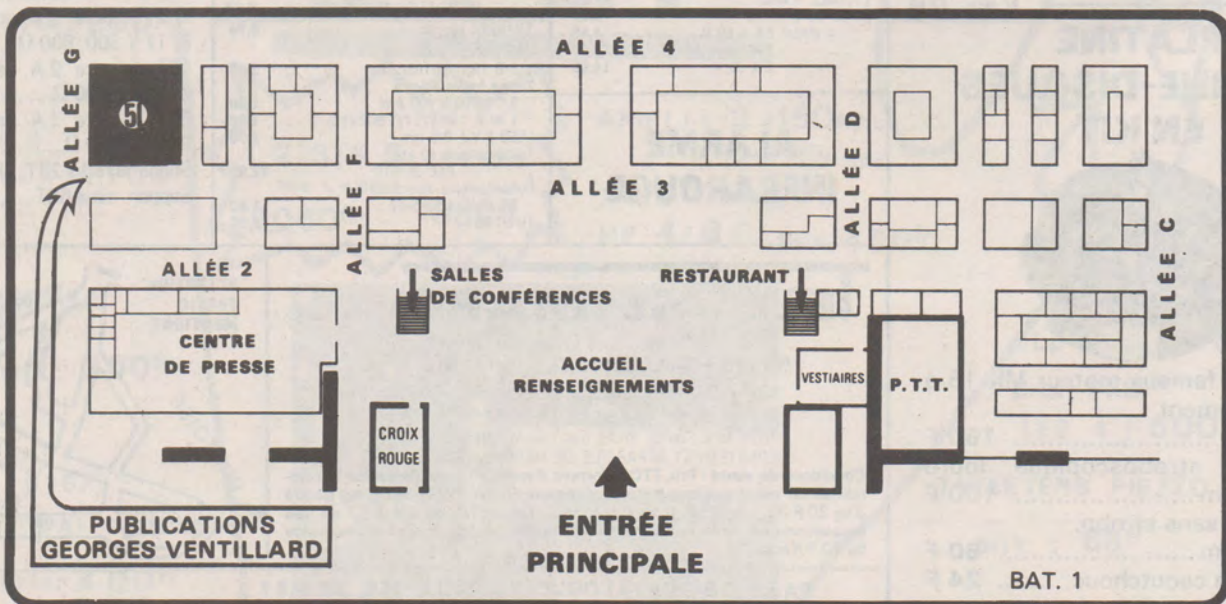 ALLÉE 4
ALLÉE G
51
ALLÉE F
ALLÉE D
ALLÉE 3
ALLÉE C
ALLÉE 2
SALLES
DE CONFÉRENCES
RESTAURANT
CENTRE
DE PRESSE
ACCUEIL
RENSEIGNEMENTS
VESTIAIRES
P.T.T.
CROIX
ROUGE
PUBLICATIONS
GEORGES VENTILLARD
ENTRÉE
PRINCIPALE
BAT. 1